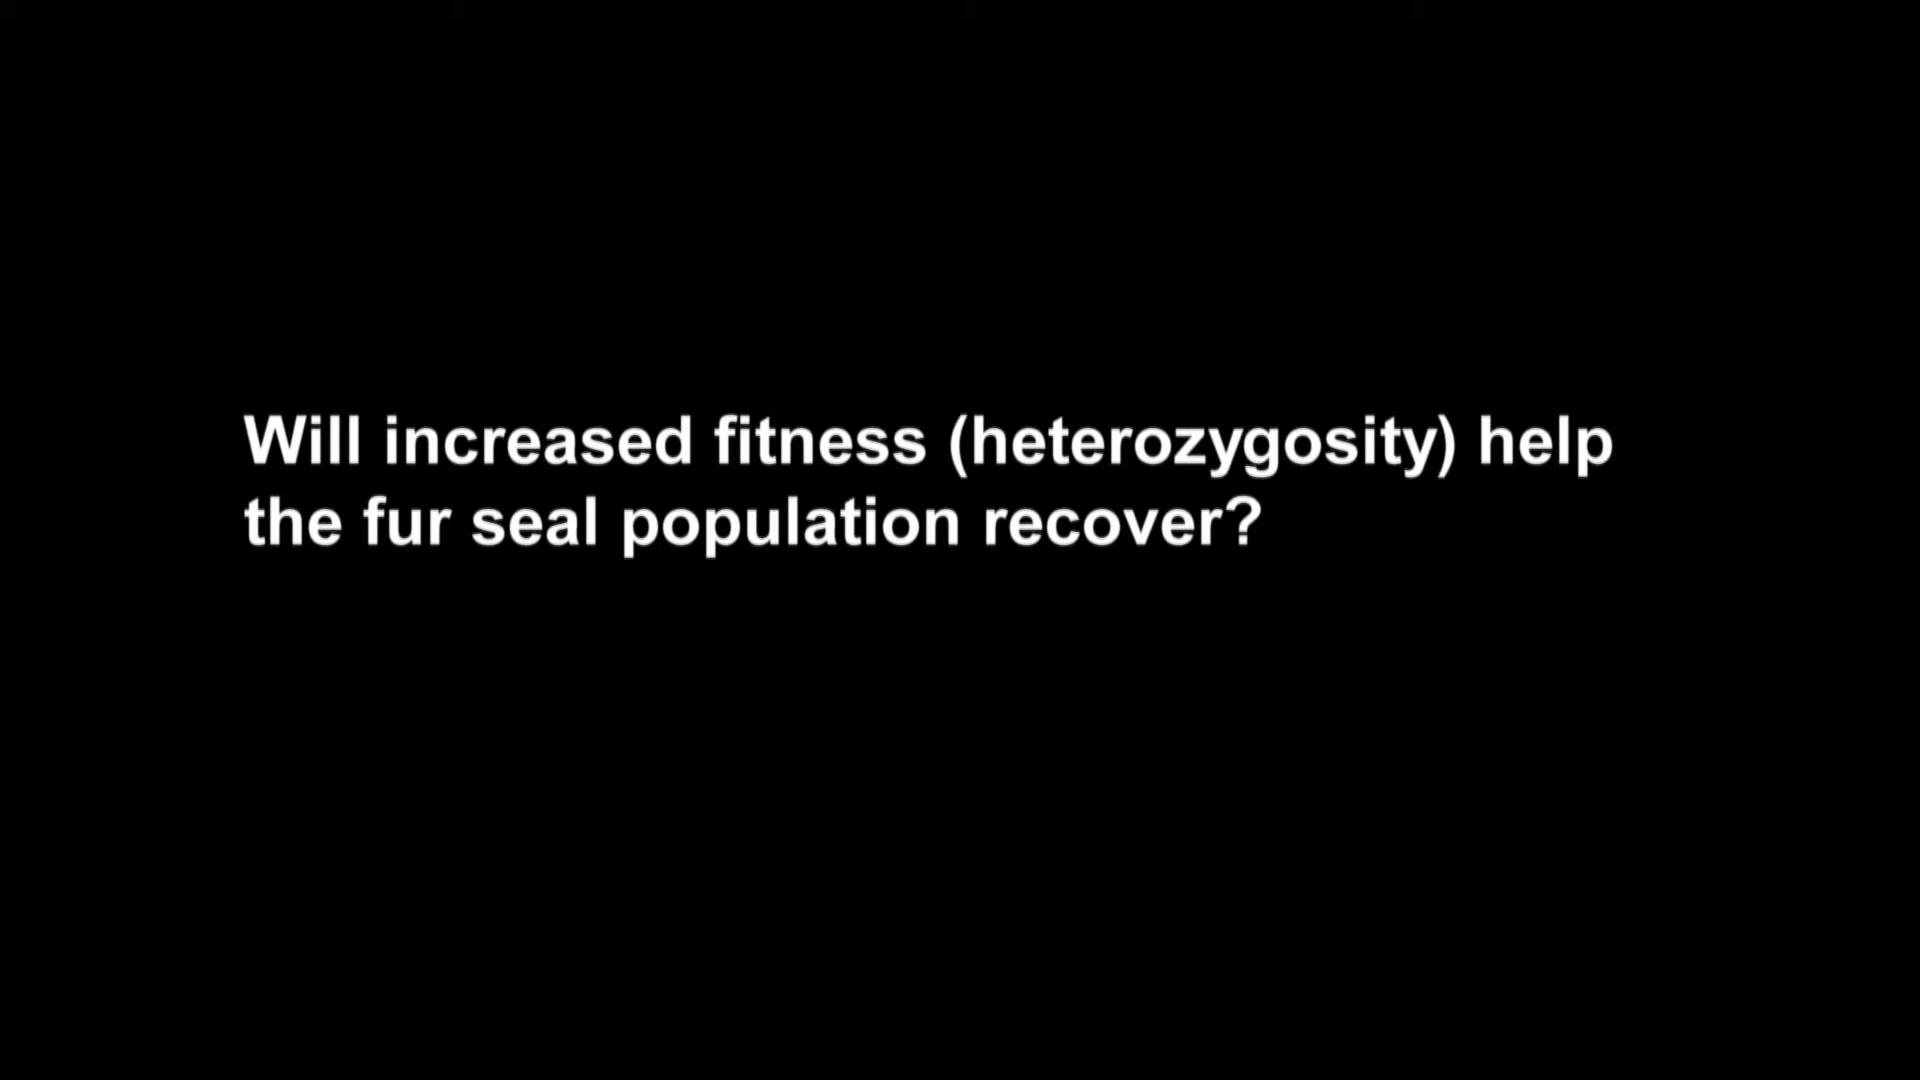 Will increased fitness (heterozygosity) help
the fur seal population recover?